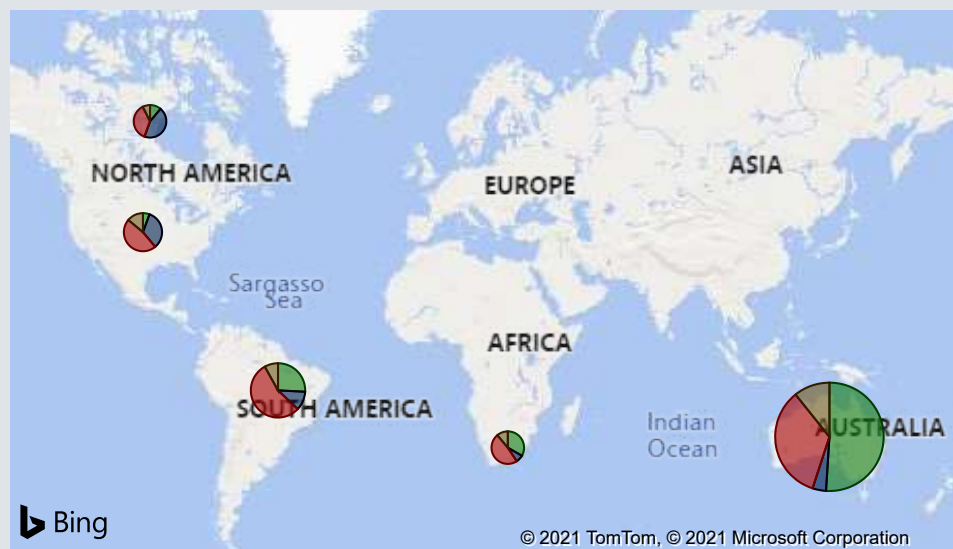 ASIA
NORTH AMERICA
EUROPE
Sargasso
Sea
AFRICA
SOUTH AMERICA
Indian
Ocean
AUSTRALIA
Bing
© 2021 TomTom, © 2021 Microsoft Corporation